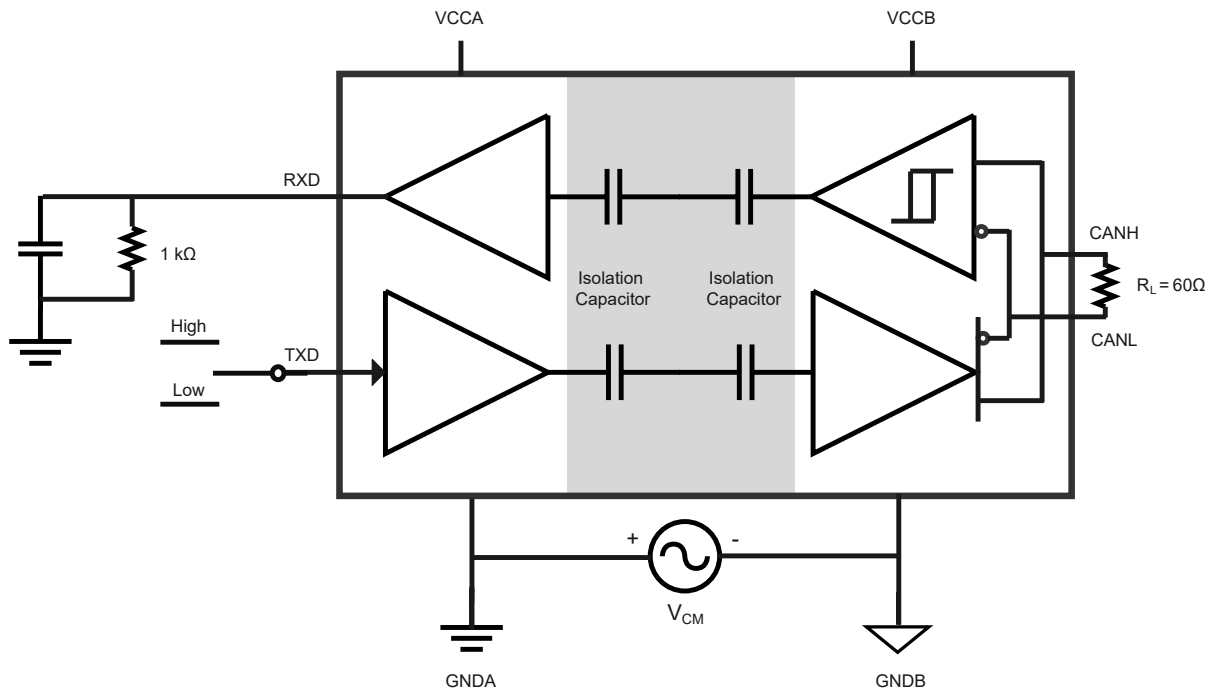 VCCA
VCCB
RXD
1 kΩ
Isolation
Capacitor
Isolation
Capacitor
CANH
R_L = 60Ω
CANL
High
TXD
Low
+
-
V_CM
GNDA
GNDB